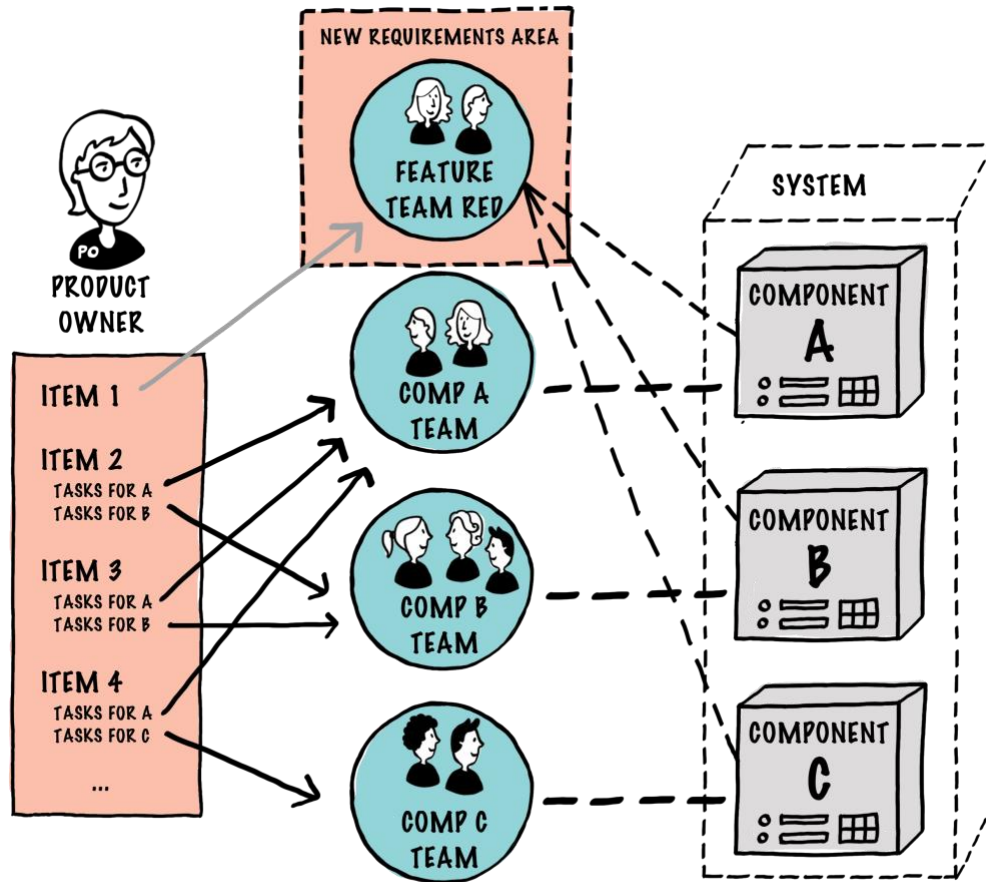 NEW REQUIREMENTS AREA
FEATURE
TEAM RED
PO
PRODUCT
OWNER
ITEM 1
ITEM 2
TASKS FOR A
TASKS FOR B
ITEM 3
TASKS FOR A
TASKS FOR B
ITEM 4
TASKS FOR A
TASKS FOR C
...
COMP A
TEAM
COMP B
TEAM
COMP C
TEAM
SYSTEM
COMPONENT
A
COMPONENT
B
COMPONENT
C